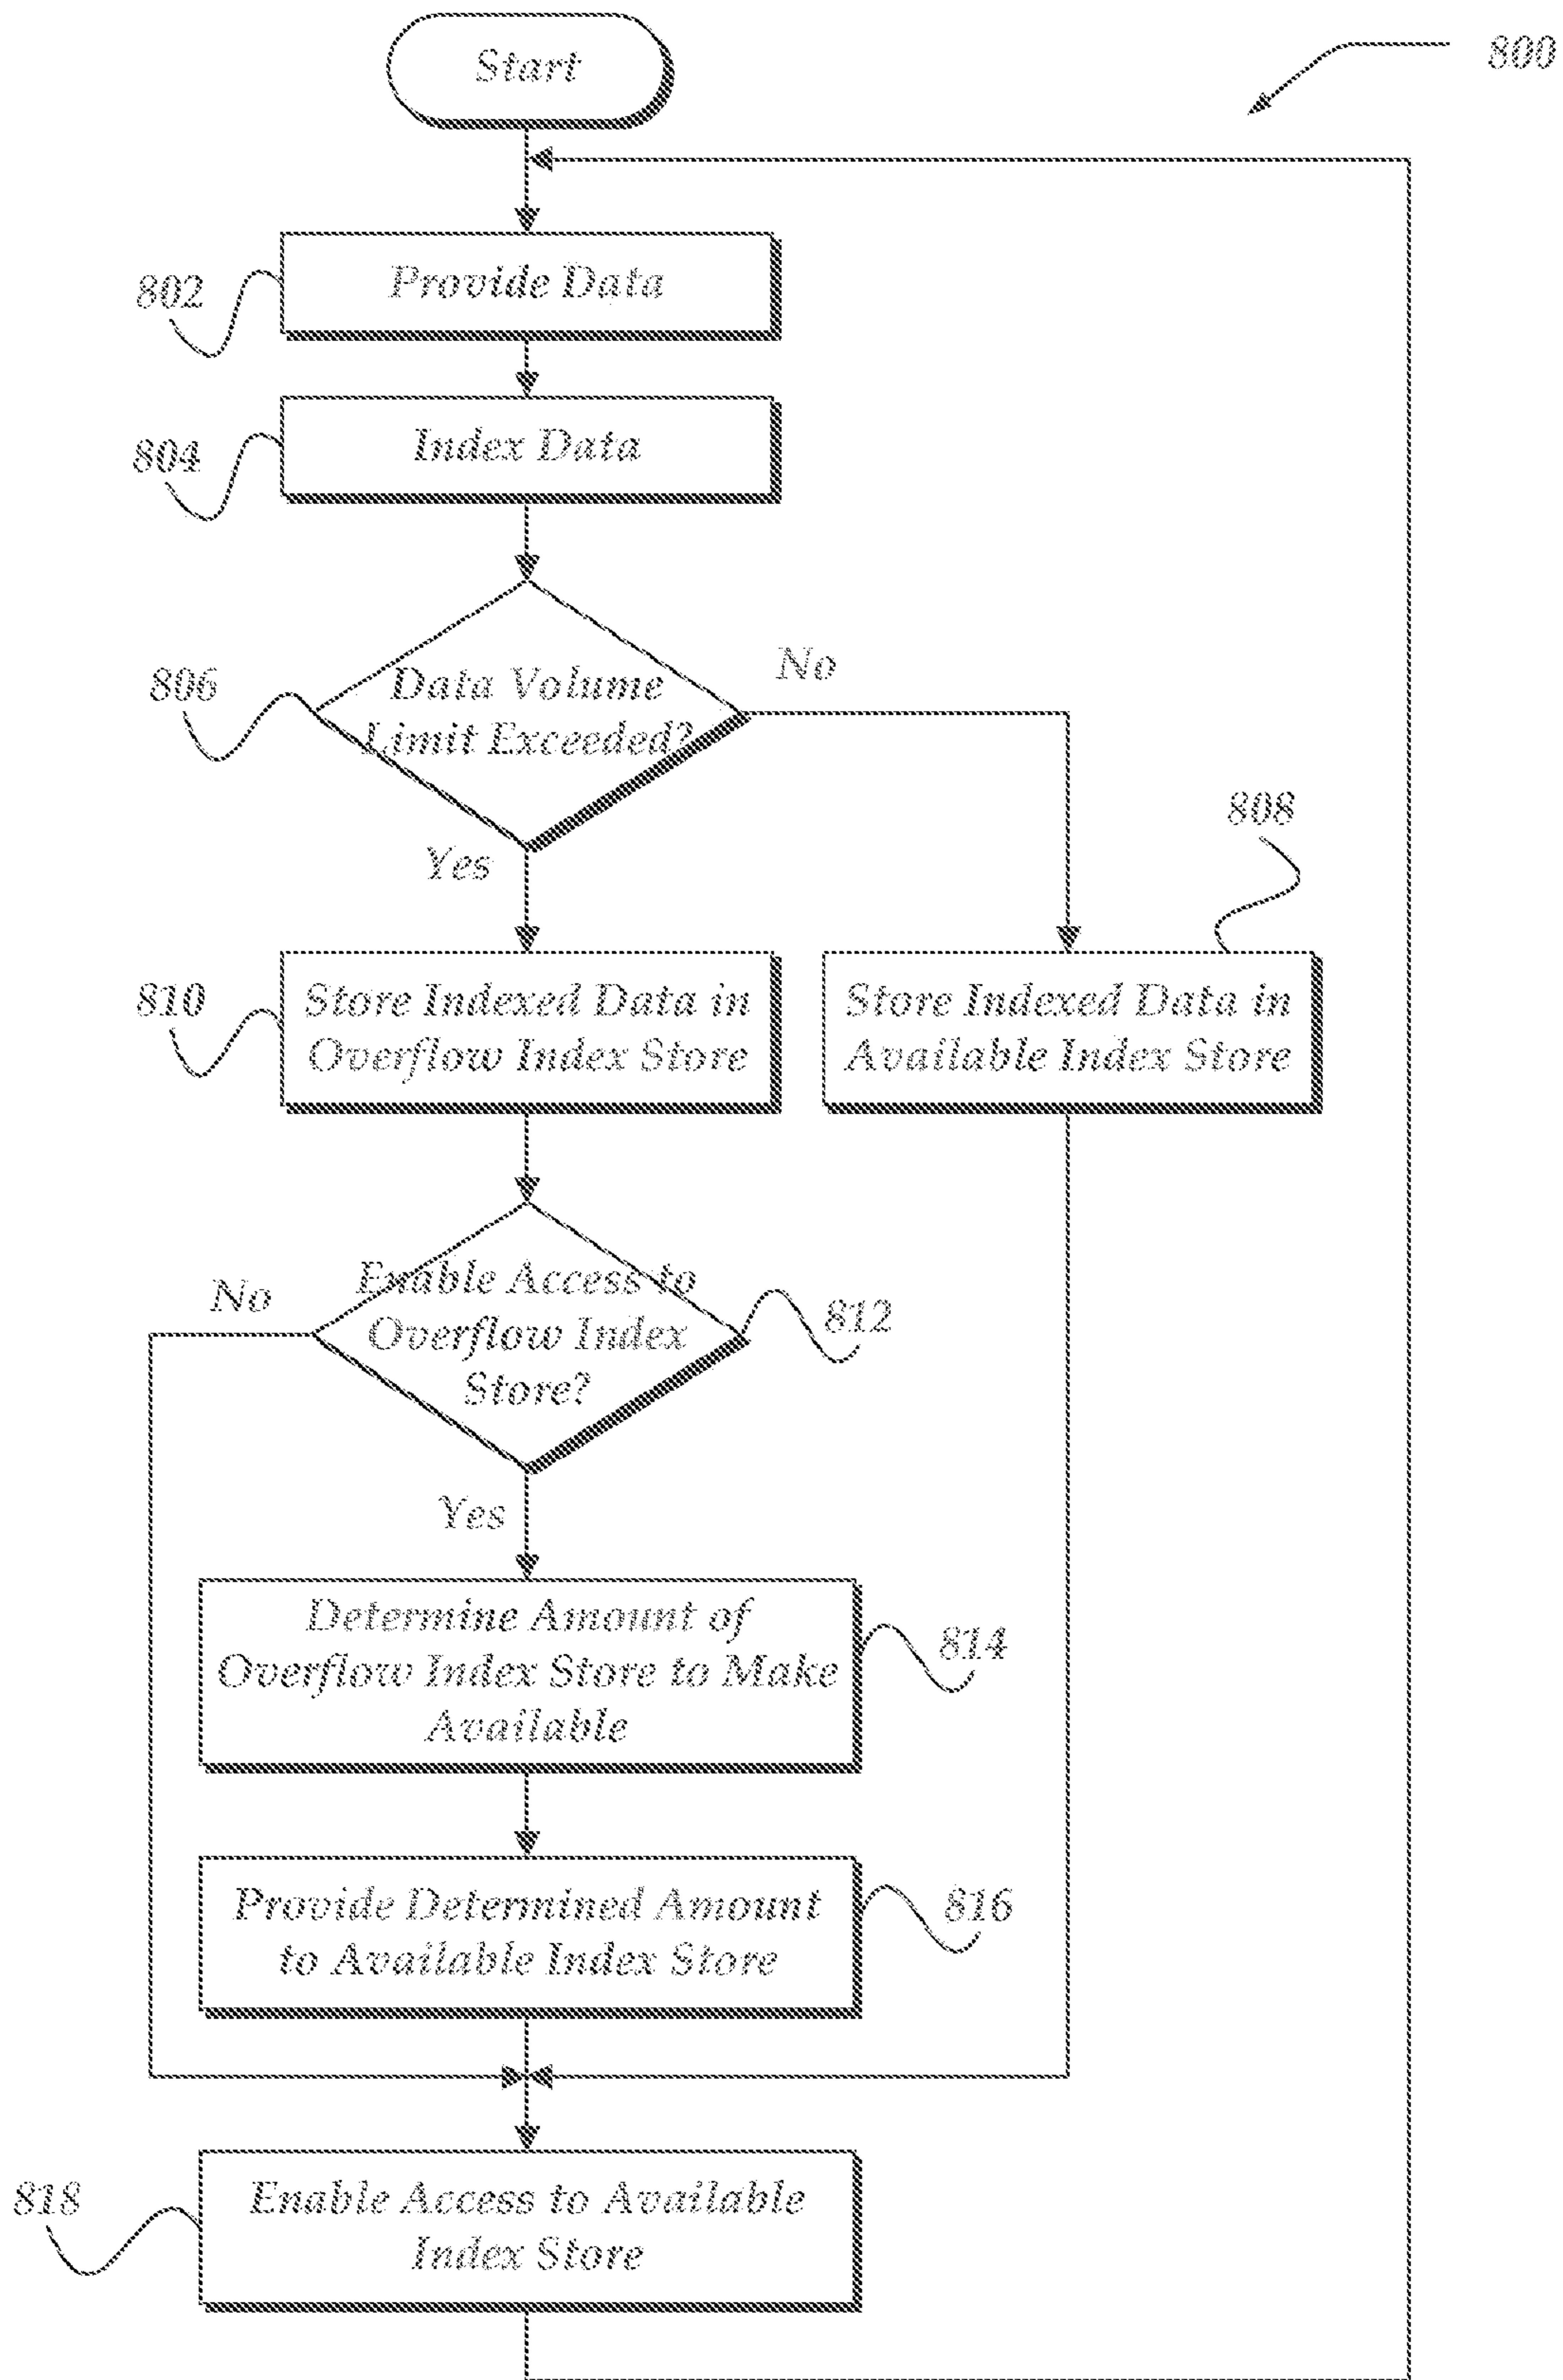 Start
800
802
Provide Data
804
Index Data
806
Data Volume
Limit Exceeded?
No
Yes
808
810
Store Indexed Data in
Overflow Index Store
Store Indexed Data in
Available Index Store
No
Enable Access to
Overflow Index
Store?
812
Yes
Determine Amount of
Overflow Index Store to Make
Available
814
Provide Determined Amount
to Available Index Store
816
818
Enable Access to Available
Index Store